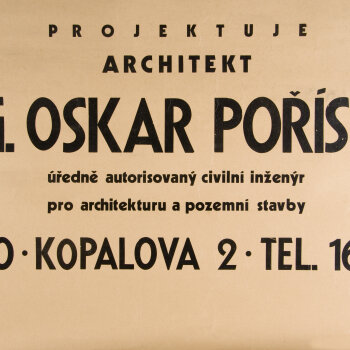 PROJEKTUJE
ARCHITEKT
OSKAR POŘÍS
úředně autorisovaný civilní inženýr
pro architekturu a pozemní stavby
O · KOPALOVA 2 · TEL. 16